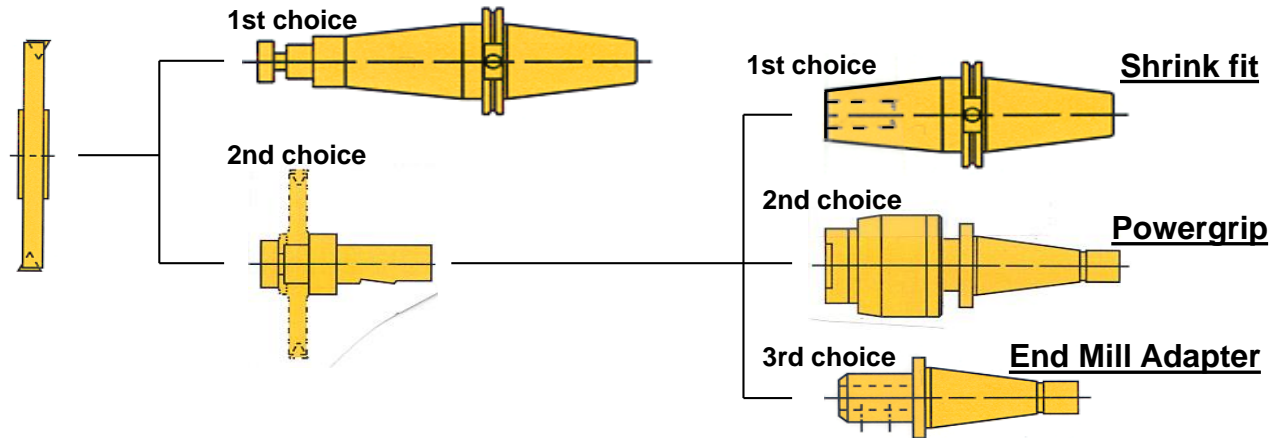 1st choice
2nd choice
1st choice
Shrink fit
2nd choice
Powergrip
3rd choice
End Mill Adapter